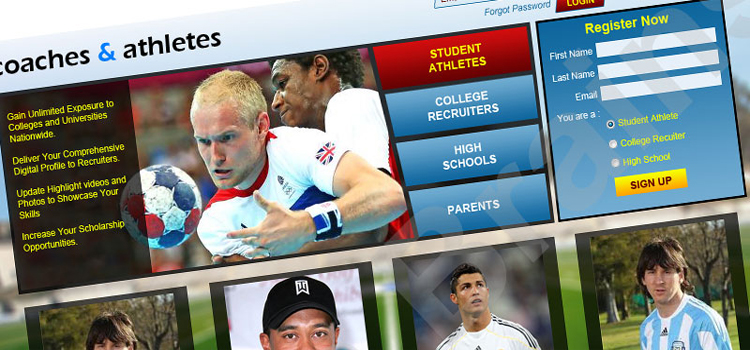 Forgot Password
LOGIN
coaches & athletes
Gain Unlimited Exposure to
Colleges and Universities
Nationwide.
Deliver Your Comprehensive
Digital Profile to Recruiters.
Update Highlight videos and
Photos to Showcase Your
Skills
Increase Your Scholarship
Opportunities.
STUDENT
ATHLETES
COLLEGE
RECRUITERS
HIGH
SCHOOLS
PARENTS
Register Now
First Name
Last Name
Email
You are a :
Student Athlete
College Recuiter
High School
SIGN UP
TW